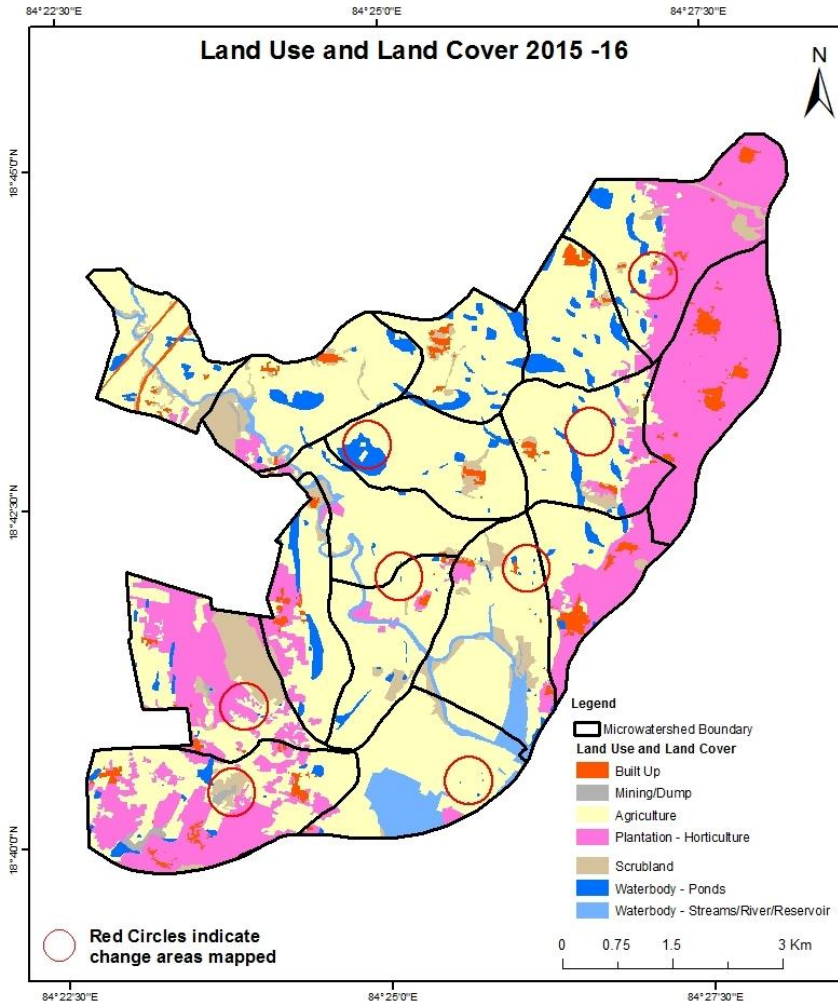 84°22'30"E
84°25'0"E
84°27'30"E
Land Use and Land Cover 2015 -16
N
18°45'0"N
18°42'30"N
18°40'0"N
Legend
Microwatershed Boundary
Land Use and Land Cover
Built Up
Mining/Dump
Agriculture
Plantation - Horticulture
Scrubland
Waterbody - Ponds
Waterbody - Streams/River/Reservoir
Red Circles indicate
change areas mapped
0 0.75 1.5 3 Km
84°22'30"E
84°25'0"E
84°27'30"E